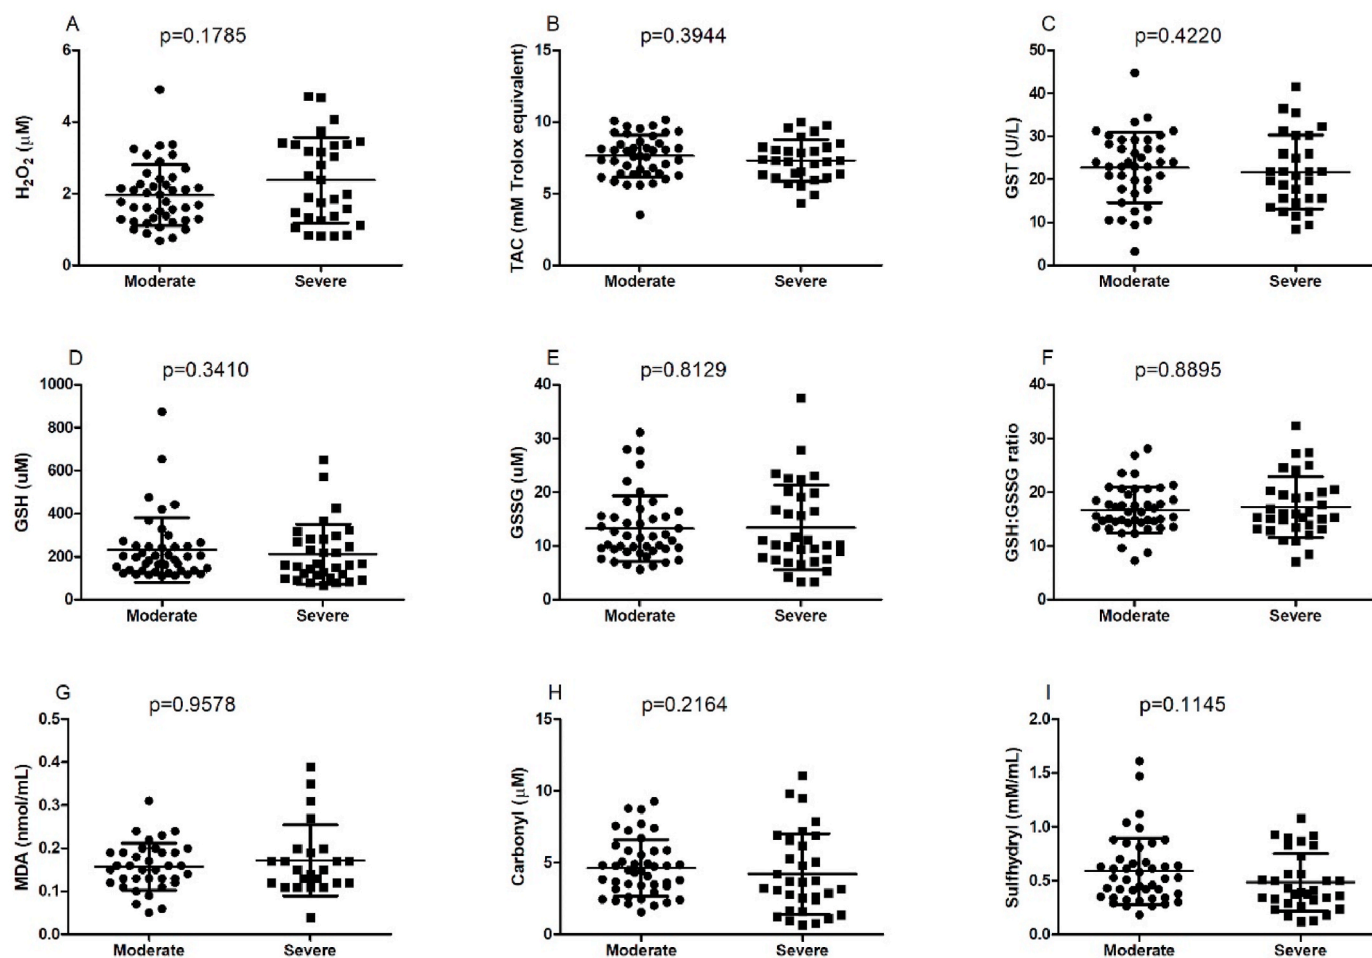 A
p=0.1785
H2O2 (μM)
6
4
2
0
Moderate
Severe
B
p=0.3944
TAC (mM Trolox equivalent)
15
10
5
0
Moderate
Severe
C
p=0.4220
GST (U/L)
50
40
30
20
10
0
Moderate
Severe
D
p=0.3410
GSH (uM)
1000
800
600
400
200
0
Moderate
Severe
E
p=0.8129
GSSG (uM)
40
30
20
10
0
Moderate
Severe
F
p=0.8895
GSH:GSSG ratio
40
30
20
10
0
Moderate
Severe
G
p=0.9578
MDA (nmol/mL)
0.5
0.4
0.3
0.2
0.1
0.0
Moderate
Severe
H
p=0.2164
Carbonyl (μM)
15
10
5
0
Moderate
Severe
I
p=0.1145
Sulfhydryl (mM/mL)
2.0
1.5
1.0
0.5
0.0
Moderate
Severe